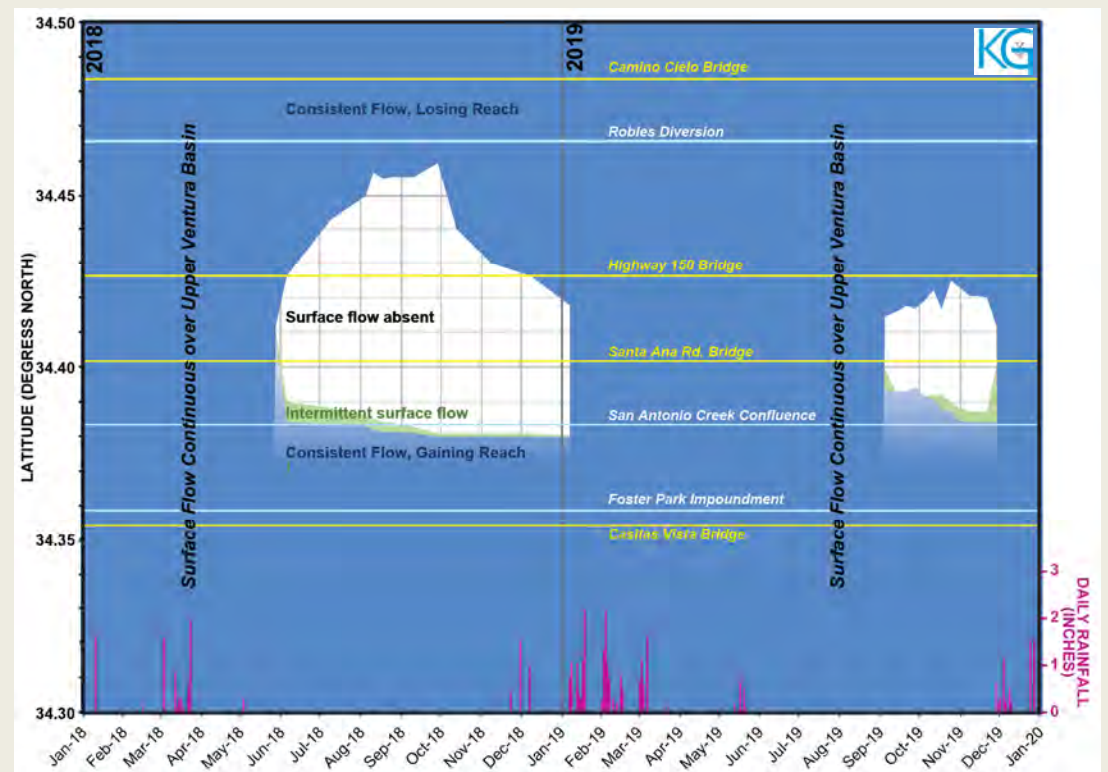 34.50
2018
2019
KG
Camino Cielo Bridge
Consistent Flow, Losing Reach
Robles Diversion
34.45
Surface Flow Continuous over Upper Ventura Basin
Surface Flow Continuous over Upper Ventura Basin
Highway 150 Bridge
Surface flow absent
LATITUDE (DEGRESS NORTH)
34.40
Santa Ana Rd. Bridge
Intermittent surface flow
San Antonio Creek Confluence
Consistent Flow, Gaining Reach
Foster Park Impoundment
34.35
Casitas Vista Bridge
3
2
1
0
DAILY RAINFALL
(INCHES)
34.30
Jan-18
Feb-18
Mar-18
Apr-18
May-18
Jun-18
Jul-18
Aug-18
Sep-18
Oct-18
Nov-18
Dec-18
Jan-19
Feb-19
Mar-19
Apr-19
May-19
Jun-19
Jul-19
Aug-19
Sep-19
Oct-19
Nov-19
Dec-19
Jan-20